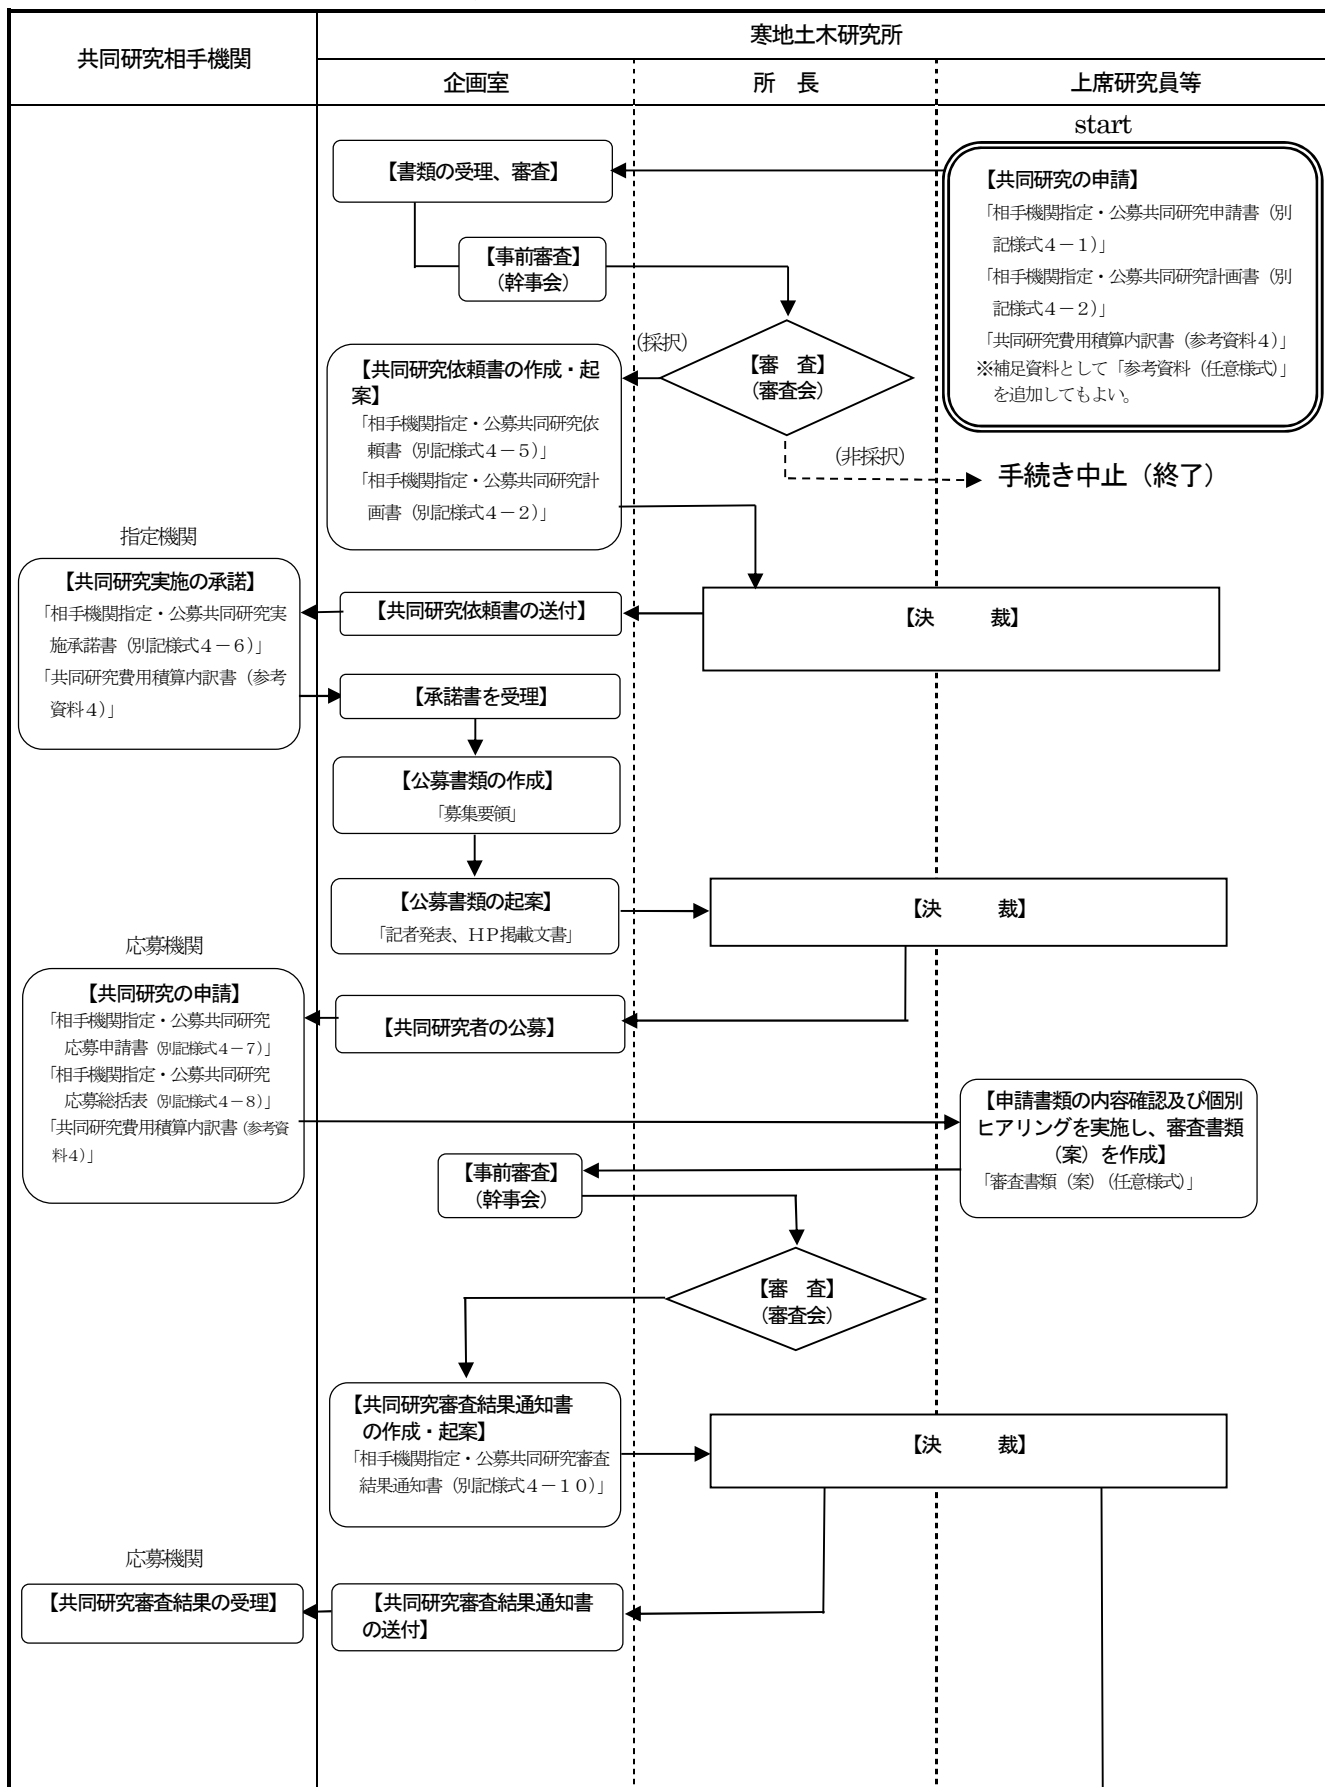 共同研究相手機関
寒地土木研究所
企画室
所　長
上席研究員等
start
【書類の受理、審査】
【共同研究の申請】
「相手機関指定・公募共同研究申請書（別
記様式４－１）」
「相手機関指定・公募共同研究計画書（別
記様式４－２）」
「共同研究費用積算内訳書（参考資料４）」
※補足資料として「参考資料（任意様式）」
を追加してもよい。
【事前審査】
（幹事会）
【審　査】
（審査会）
（採択）
（非採択）
手続き中止（終了）
【共同研究依頼書の作成・起
案】
「相手機関指定・公募共同研究依
頼書（別記様式４－５）」
「相手機関指定・公募共同研究計
画書（別記様式４－２）」
指定機関
【共同研究実施の承諾】
「相手機関指定・公募共同研究実
施承諾書（別記様式４－６）」
「共同研究費用積算内訳書（参考
資料４）」
【共同研究依頼書の送付】
【決　　裁】
【承諾書を受理】
【公募書類の作成】
「募集要領」
【公募書類の起案】
「記者発表、ＨＰ掲載文書」
【決　　裁】
応募機関
【共同研究の申請】
「相手機関指定・公募共同研究
応募申請書（別記様式４－７）」
「相手機関指定・公募共同研究
応募総括表（別記様式４－８）」
「共同研究費用積算内訳書（参考資
料４）」
【共同研究者の公募】
【申請書類の内容確認及び個別
ヒアリングを実施し、審査書類
（案）を作成】
「審査書類（案）（任意様式）」
【事前審査】
（幹事会）
【審　査】
（審査会）
【共同研究審査結果通知書
の作成・起案】
「相手機関指定・公募共同研究審査
結果通知書（別記様式４－１０）」
【決　　裁】
応募機関
【共同研究審査結果の受理】
【共同研究審査結果通知書
の送付】